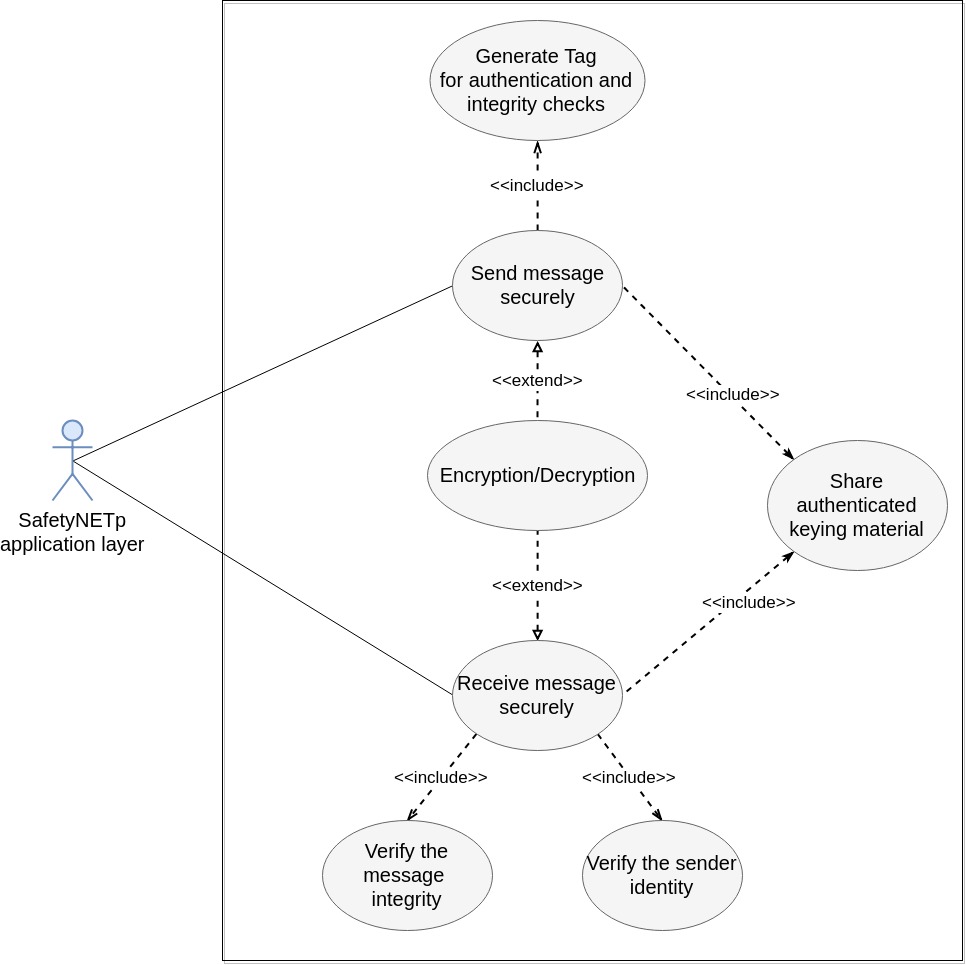 Generate Tag
for authentication and
integrity checks
<<include>>
Send message
securely
<<extend>>
<<include>>
Encryption/Decryption
Share
authenticated
keying material
SafetyNETp
application layer
<<extend>>
<<include>>
Receive message
securely
<<include>>
<<include>>
Verify the
message
integrity
Verify the sender
identity